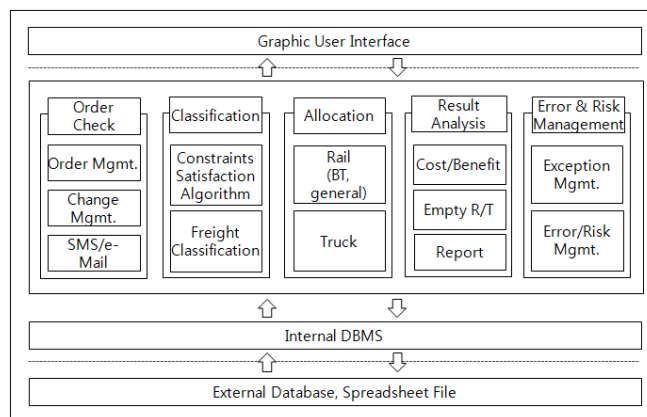 Graphic User Interface
Order
Check
Order Mgmt.
Change
Mgmt.
SMS/e-
Mail
Classification
Constraints
Satisfaction
Algorithm
Freight
Classification
Allocation
Rail
(BT,
general)
Truck
Result
Analysis
Cost/Benefit
Empty R/T
Report
Error & Risk
Management
Exception
Mgmt.
Error/Risk
Mgmt.
Internal DBMS
External Database, Spreadsheet File